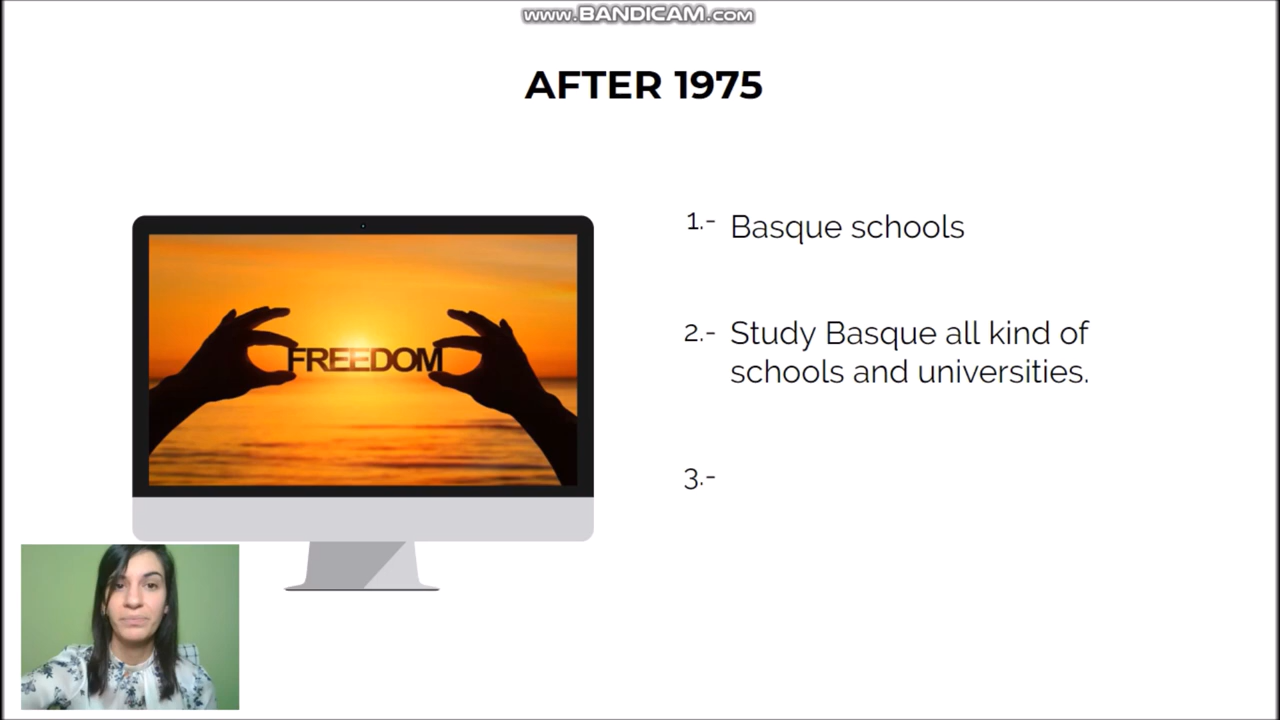 www.BANDICAM.com
AFTER 1975
FREEDOM
1.- Basque schools
2.- Study Basque all kind of
schools and universities.
3.-